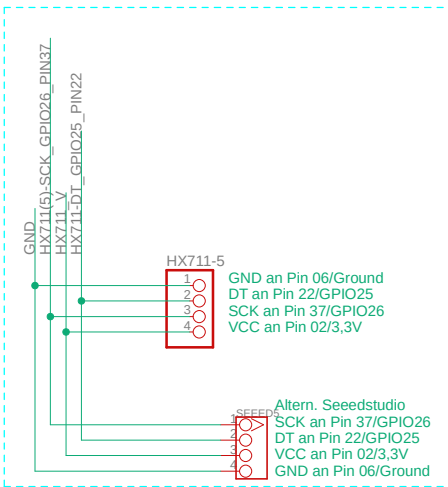 GND
HX711(5)-SCK_GPIO26_PIN37
HX711_V
HX711-DT_GPIO25_PIN22
HX711-5
1 GND an Pin 06/Ground
2 DT an Pin 22/GPIO25
3 SCK an Pin 37/GPIO26
4 VCC an Pin 02/3,3V
Altern. Seeedstudio
SEEED5
1 SCK an Pin 37/GPIO26
2 DT an Pin 22/GPIO25
3 VCC an Pin 02/3,3V
4 GND an Pin 06/Ground